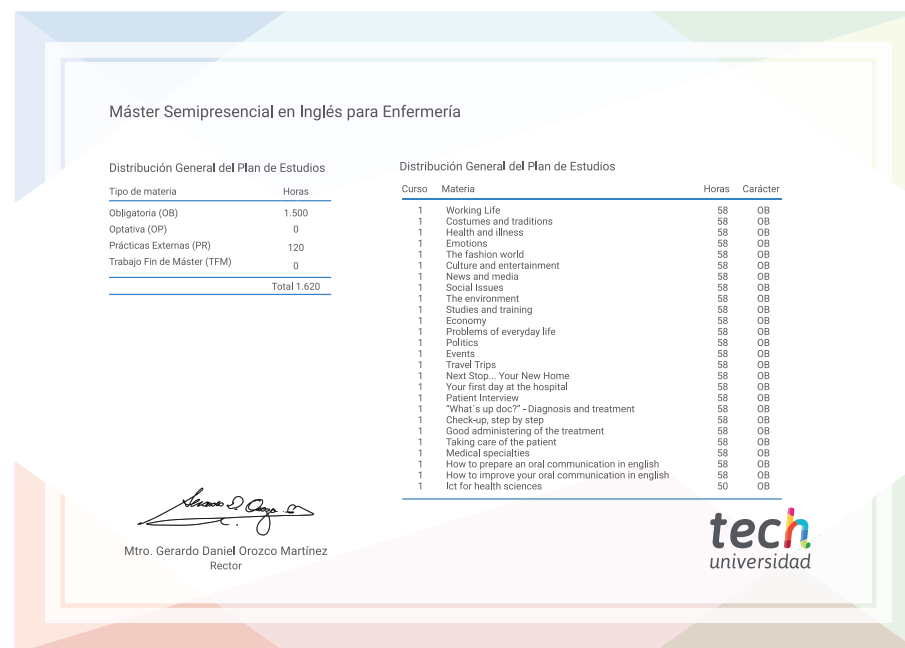 Máster Semipresencial en Inglés para Enfermería
Distribución General del Plan de Estudios
Tipo de materia Horas
Obligatoria (OB) 1.500
Optativa (OP) 0
Prácticas Externas (PR) 120
Trabajo Fin de Máster (TFM) 0
Total 1.620
Distribución General del Plan de Estudios
Curso Materia Horas Carácter
1 Working Life 58 OB
1 Costumes and traditions 58 OB
1 Health and illness 58 OB
1 Emotions 58 OB
1 The fashion world 58 OB
1 Culture and entertainment 58 OB
1 News and media 58 OB
1 Social Issues 58 OB
1 The environment 58 OB
1 Studies and training 58 OB
1 Economy 58 OB
1 Problems of everyday life 58 OB
1 Politics 58 OB
1 Events 58 OB
1 Travel Trips 58 OB
1 Next Stop... Your New Home 58 OB
1 Your first day at the hospital 58 OB
1 Patient Interview 58 OB
1 "What´s up doc?" - Diagnosis and treatment 58 OB
1 Check-up, step by step 58 OB
1 Good administering of the treatment 58 OB
1 Taking care of the patient 58 OB
1 Medical specialties 58 OB
1 How to prepare an oral communication in english 58 OB
1 How to improve your oral communication in english 58 OB
1 Ict for health sciences 50 OB
Mtro. Gerardo Daniel Orozco Martínez
Rector
tech
universidad